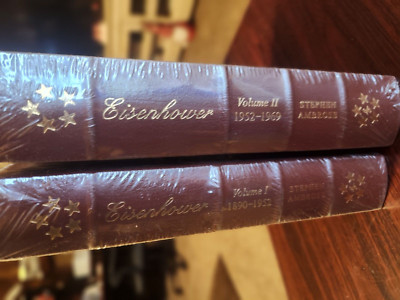 Eisenhower
Volume II
1952-1969
STEPHEN
AMBROSE
Eisenhower
Volume I
1890-1952
STEPHEN
AMBROSE